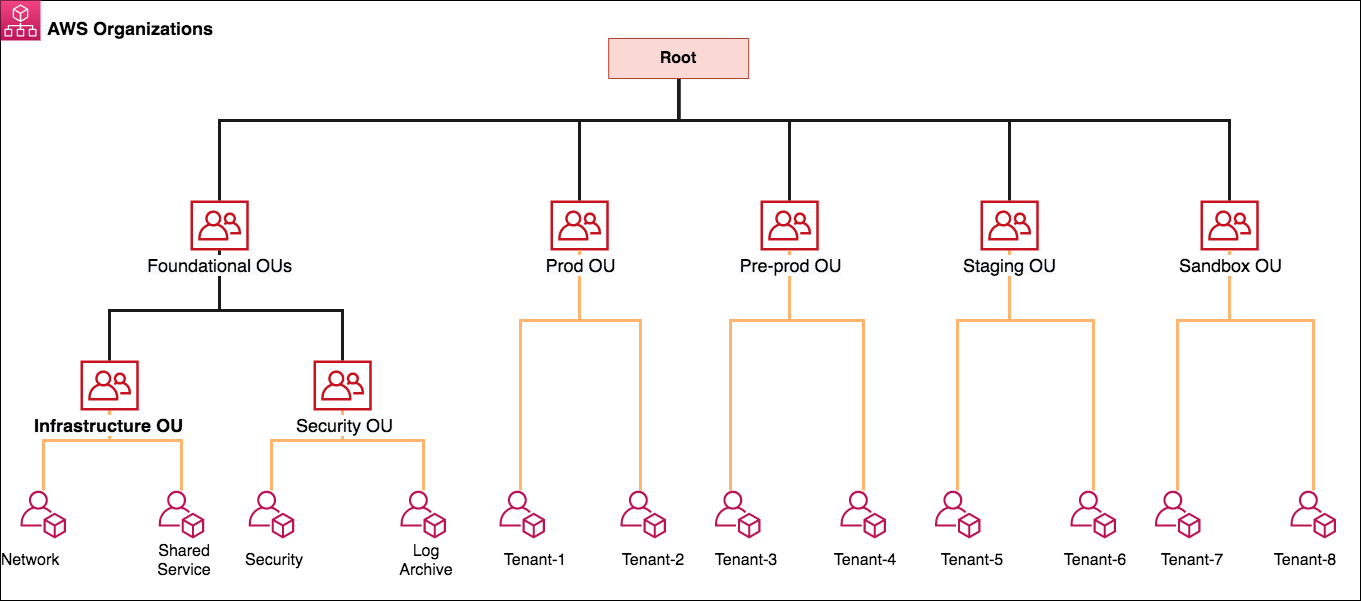 AWS Organizations
Root
Foundational OUs
Prod OU
Pre-prod OU
Staging OU
Sandbox OU
Infrastructure OU
Security OU
Network
Shared
Service
Security
Log
Archive
Tenant-1
Tenant-2
Tenant-3
Tenant-4
Tenant-5
Tenant-6
Tenant-7
Tenant-8